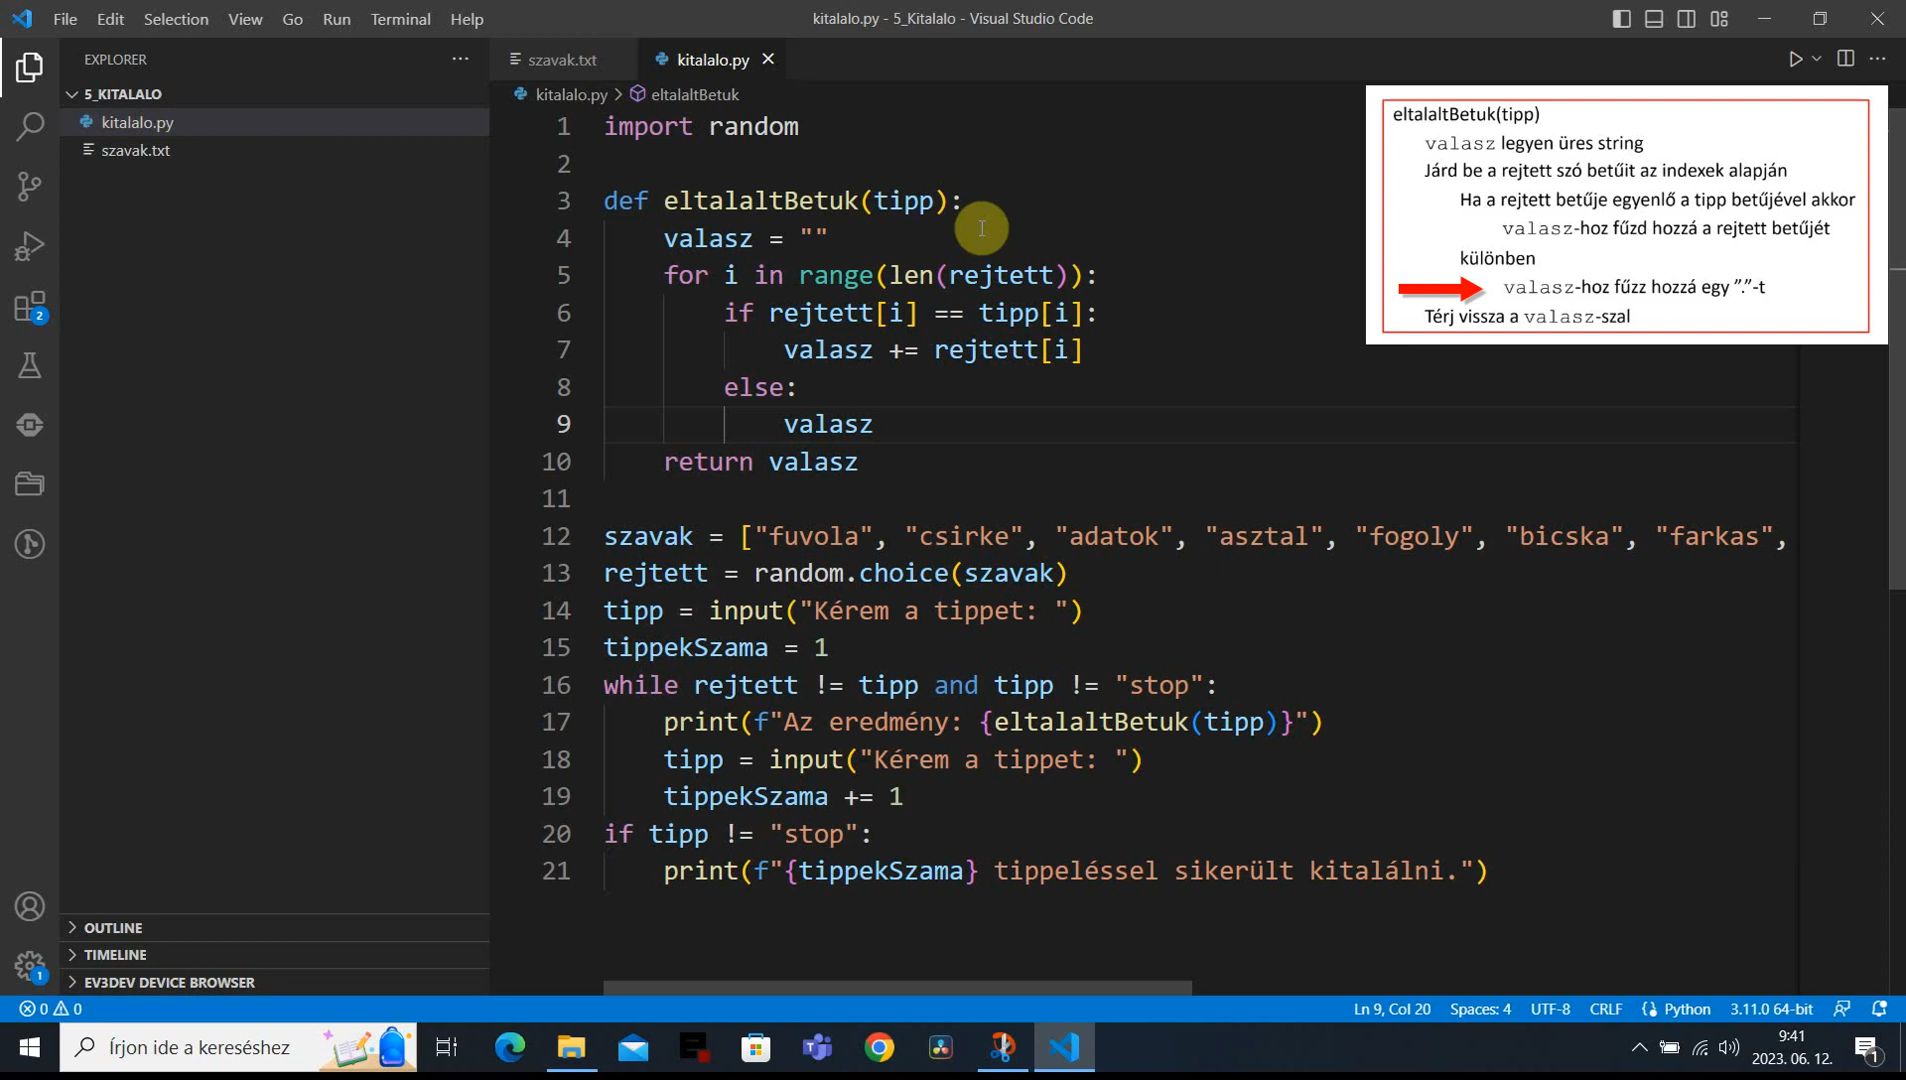 File Edit Selection View Go Run Terminal Help
kitalalo.py - 5_Kitalalo - Visual Studio Code
EXPLORER
5_KITALALO
kitalalo.py
szavak.txt
szavak.txt kitalalo.py
kitalalo.py > eltalaltBetuk
1 import random
2
3 def eltalaltBetuk(tipp):
4 valasz = ""
5 for i in range(len(rejtett)):
6 if rejtett[i] == tipp[i]:
7 valasz += rejtett[i]
8 else:
9 valasz
10 return valasz
11
12 szavak = ["fuvola", "csirke", "adatok", "asztal", "fogoly", "bicska", "farkas",
13 rejtett = random.choice(szavak)
14 tipp = input("Kérem a tippet: ")
15 tippekSzama = 1
16 while rejtett != tipp and tipp != "stop":
17 print(f"Az eredmény: {eltalaltBetuk(tipp)}")
18 tipp = input("Kérem a tippet: ")
19 tippekSzama += 1
20 if tipp != "stop":
21 print(f"{tippekSzama} tippeléssel sikerült kitalálni.")
eltalaltBetuk(tipp)
valasz legyen üres string
Járd be a rejtett szó betűit az indexek alapján
Ha a rejtett betűje egyenlő a tipp betűjével akkor
valasz-hoz fűzd hozzá a rejtett betűjét
különben
valasz-hoz fűzz hozzá egy ”.”-t
Térj vissza a valasz-szal
2
1
OUTLINE
TIMELINE
EV3DEV DEVICE BROWSER
0 0
Ln 9, Col 20 Spaces: 4 UTF-8 CRLF Python 3.11.0 64-bit
Írjon ide a kereséshez
9:41
2023. 06. 12.
1